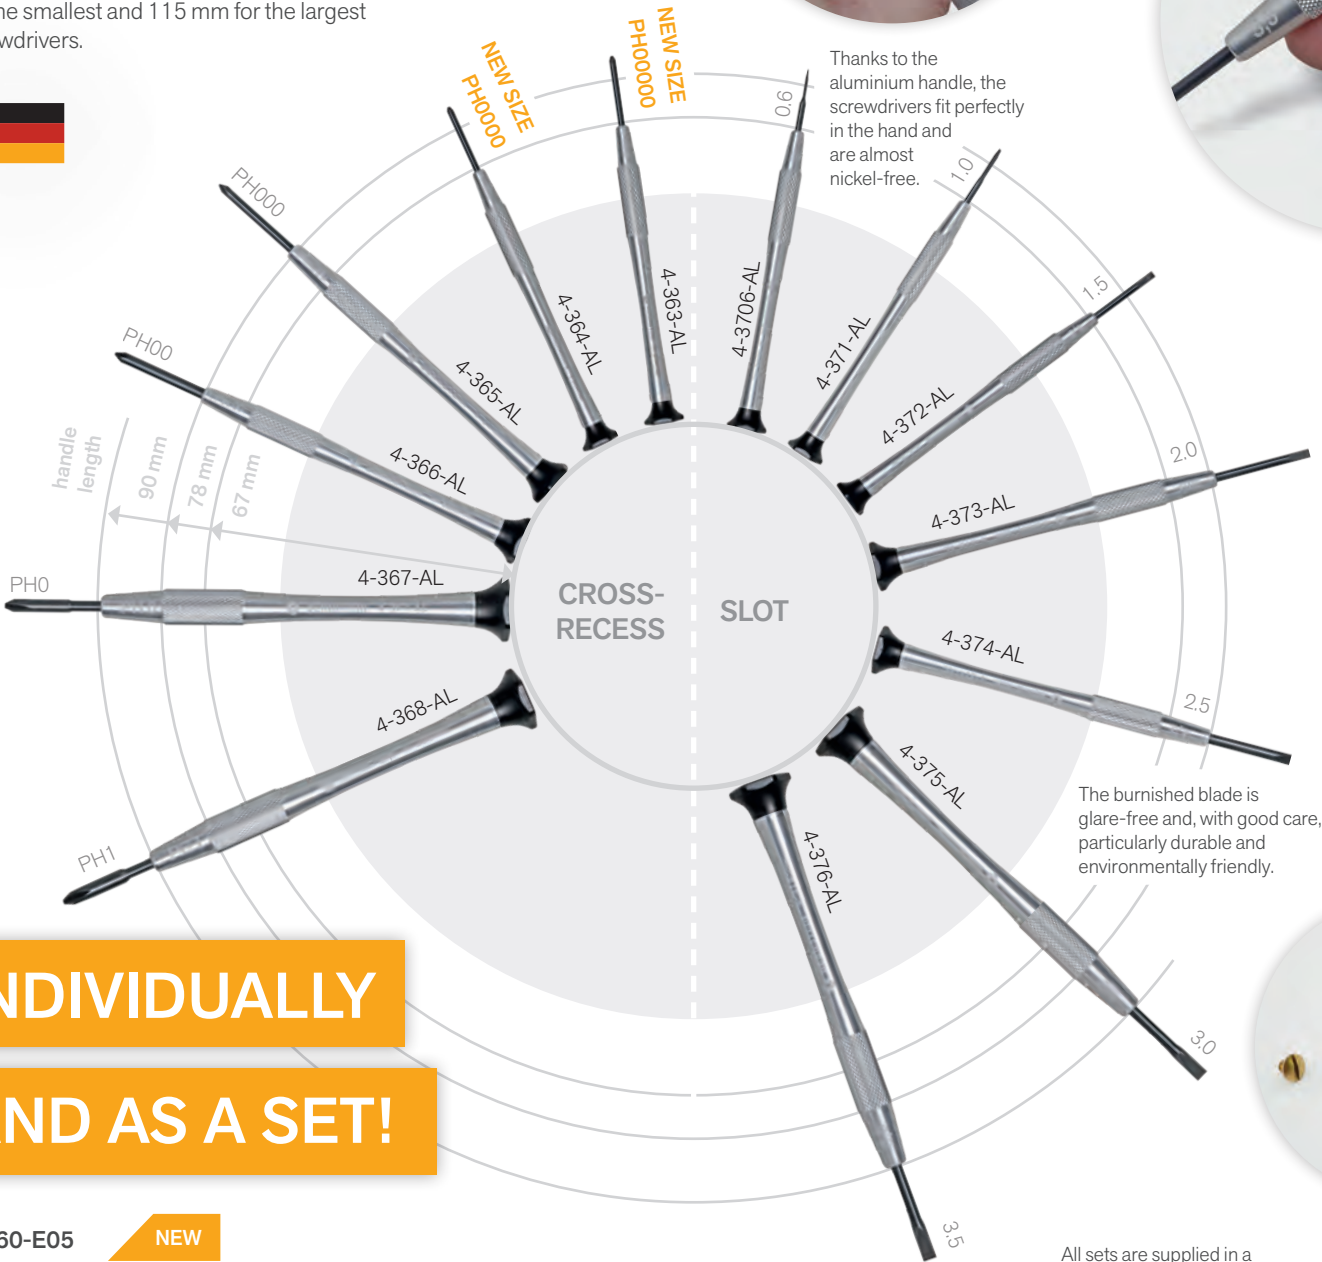 ne smallest and 115 mm for the largest
wdrivers.
NEW SIZE
PH0000
NEW SIZE
PH00000
0.6
Thanks to the
aluminium handle, the
screwdrivers fit perfectly
in the hand and
are almost
nickel-free.
1.0
PH000
1.5
PH00
4-363-AL
4-3706-AL
4-364-AL
4-371-AL
4-365-AL
4-372-AL
2.0
handle
length
90 mm
78 mm
67 mm
4-366-AL
4-373-AL
PH0
4-367-AL
CROSS-
RECESS
SLOT
4-374-AL
4-368-AL
2.5
4-375-AL
The burnished blade is
glare-free and, with good care,
particularly durable and
environmentally friendly.
PH1
4-376-AL
NDIVIDUALLY
3.0
AND AS A SET!
3.5
60-E05
NEW
All sets are supplied in a